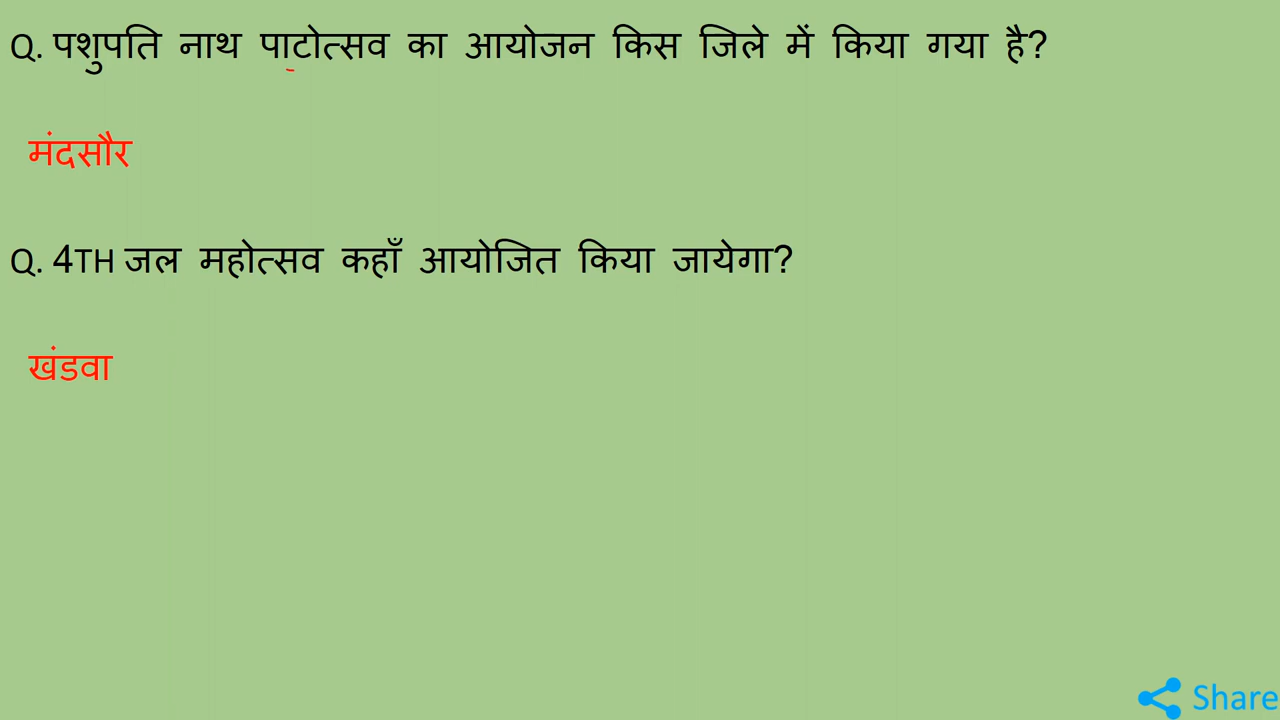 Q. पशुपति नाथ पाटोत्सव का आयोजन किस जिले में किया गया है?
मंदसौर
Q. 4TH जल महोत्सव कहाँ आयोजित किया जायेगा?
खंडवा
Share